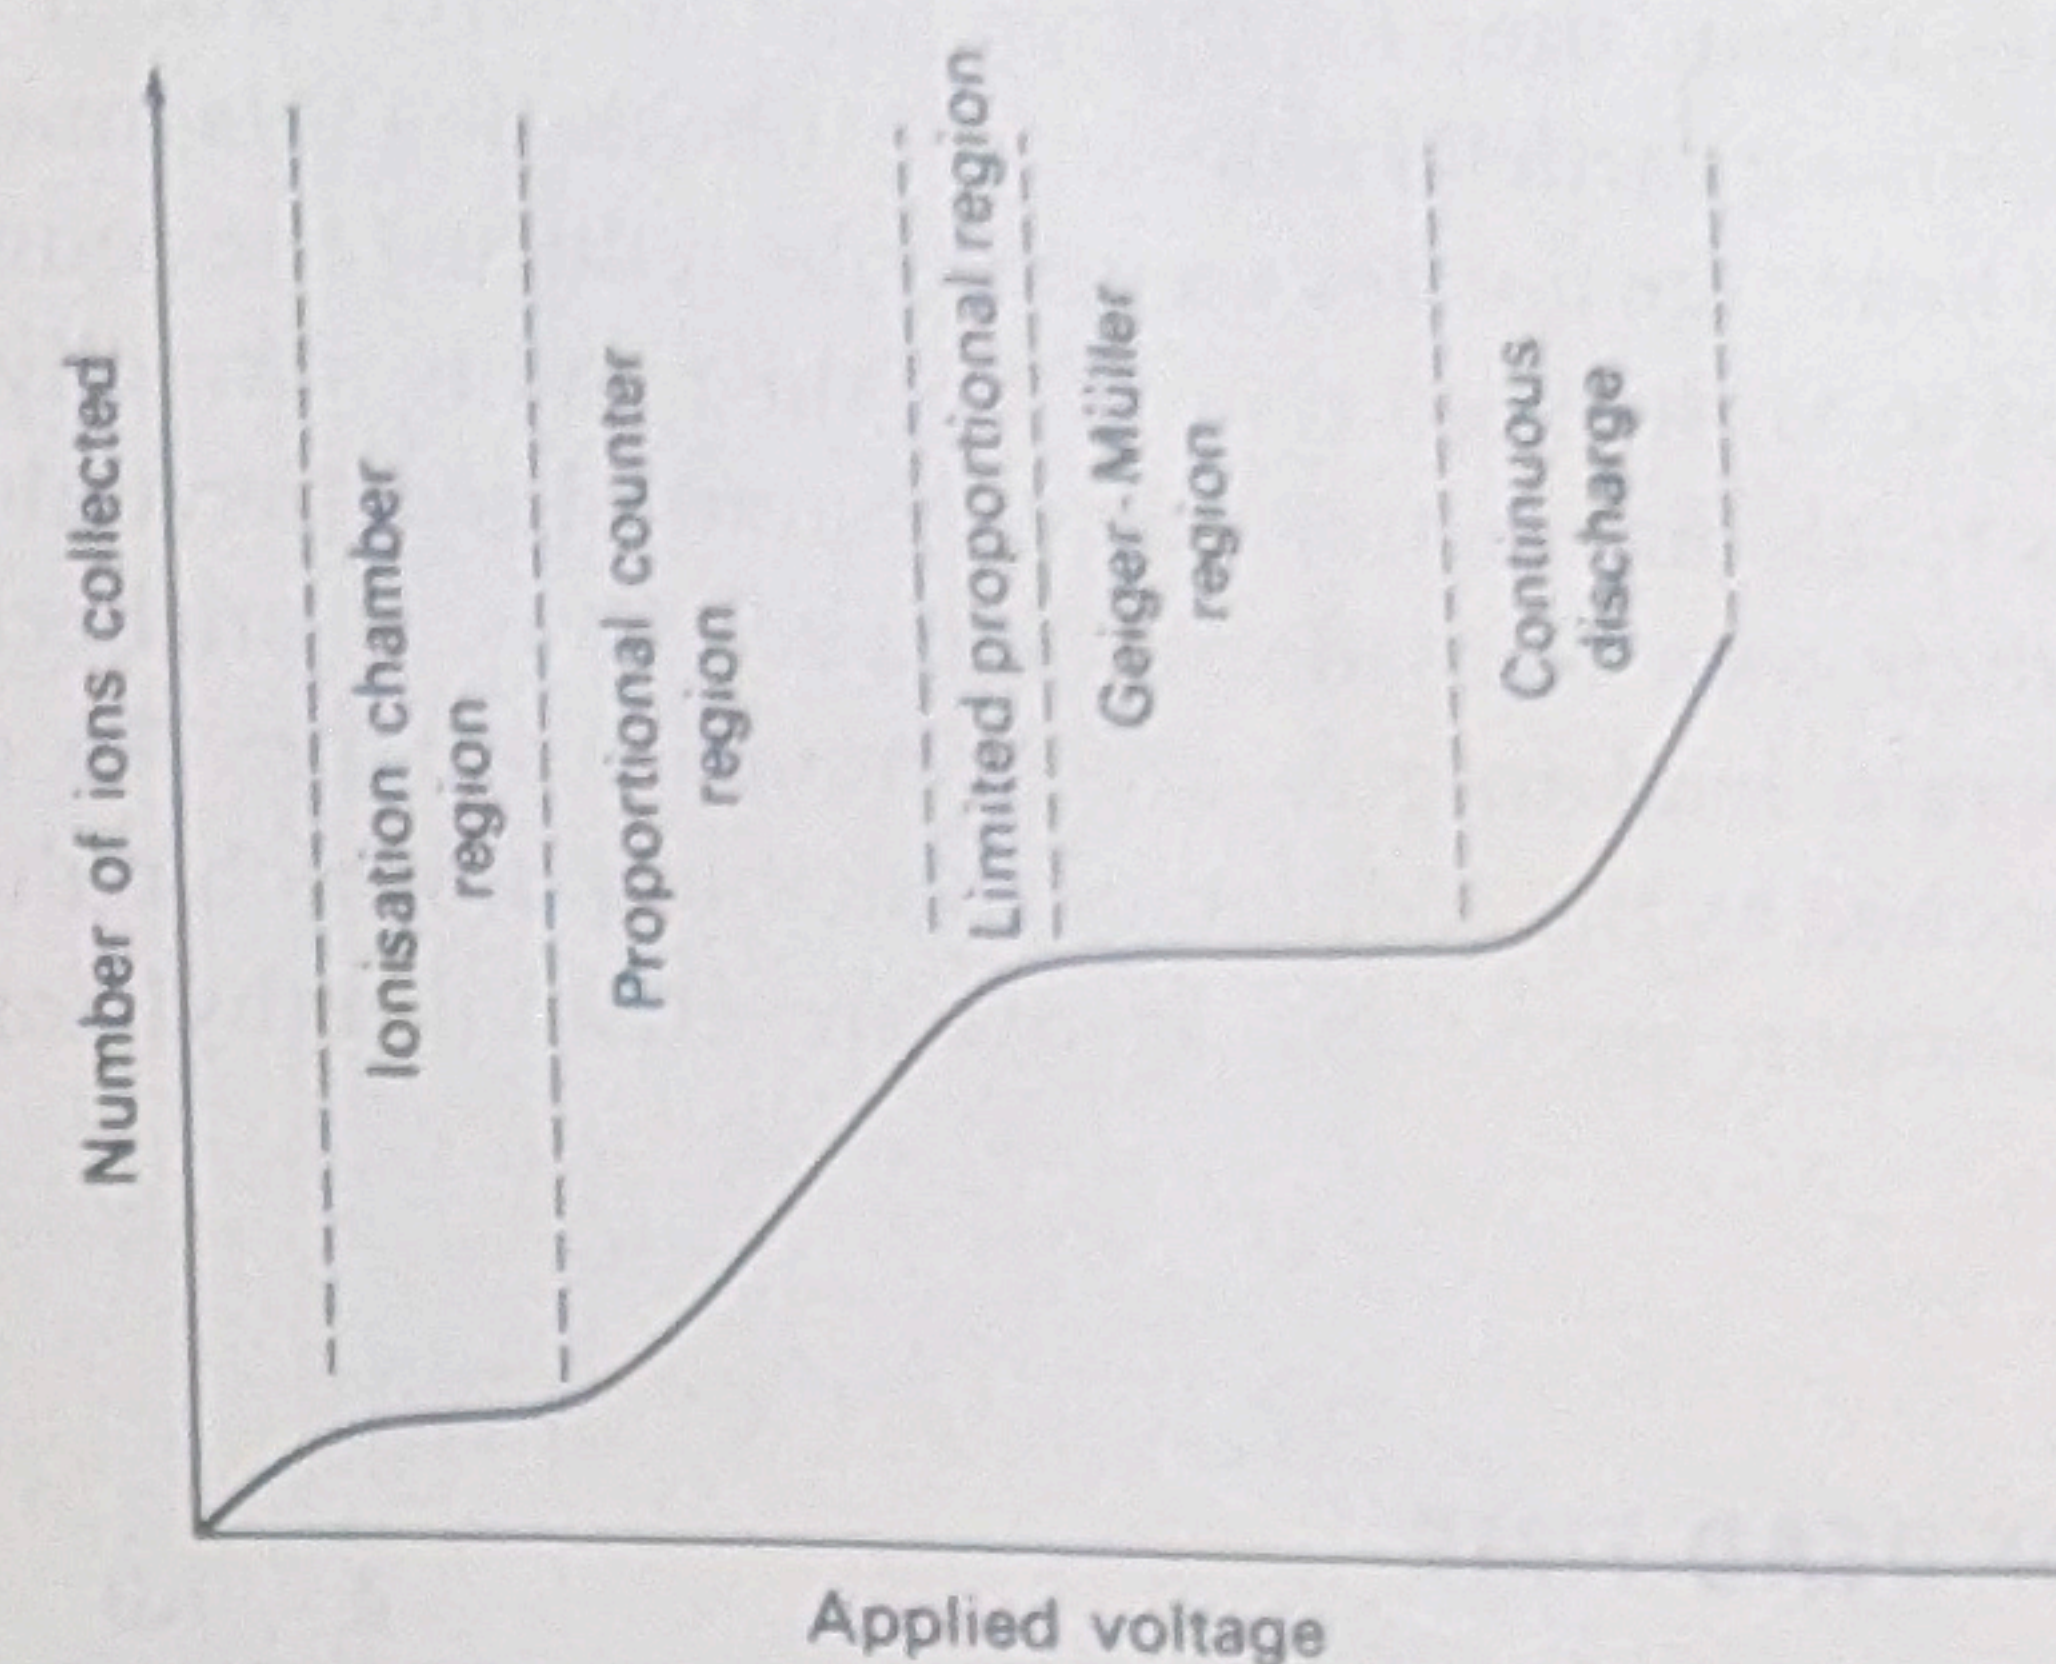 Number of ions collected
Ionisation chamber
region
Proportional counter
region
Limited proportional region
Geiger-Müller
region
Continuous
discharge
Applied voltage